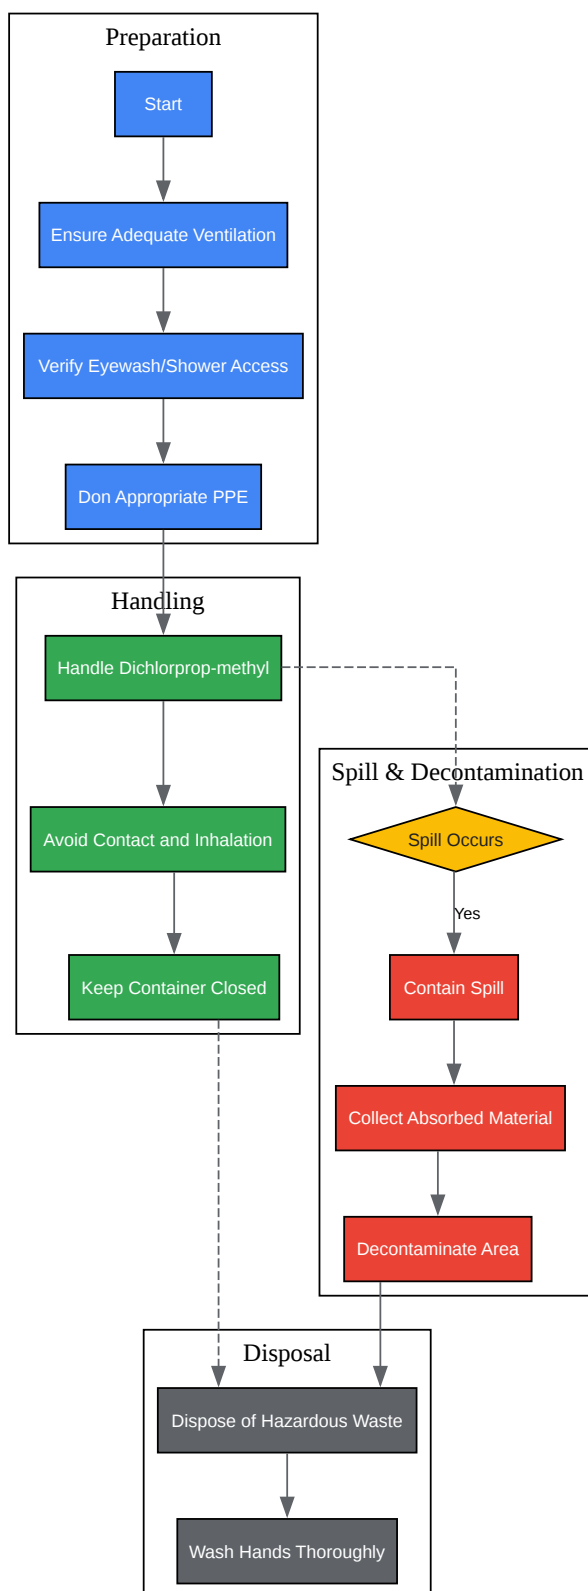 Preparation
Start
Ensure Adequate Ventilation
Verify Eyewash/Shower Access
Don Appropriate PPE
Handling
Handle Dichlorprop-methyl
Avoid Contact and Inhalation
Keep Container Closed
Spill & Decontamination
Spill Occurs
Yes
Contain Spill
Collect Absorbed Material
Decontaminate Area
Disposal
Dispose of Hazardous Waste
Wash Hands Thoroughly